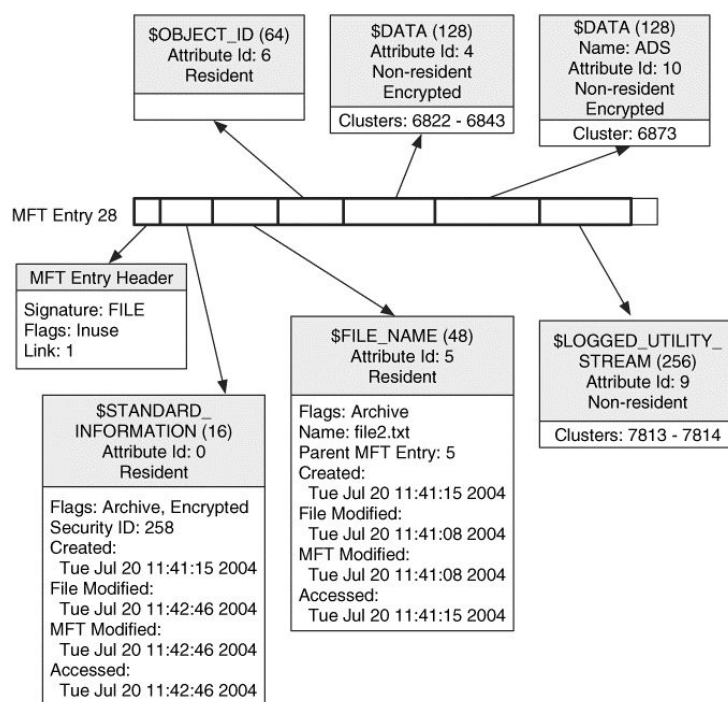 $OBJECT_ID (64)
Attribute Id: 6
Resident
$DATA (128)
Attribute Id: 4
Non-resident
Encrypted
Clusters: 6822 - 6843
$DATA (128)
Name: ADS
Attribute Id: 10
Non-resident
Encrypted
Cluster: 6873
MFT Entry 28
MFT Entry Header
Signature: FILE
Flags: Inuse
Link: 1
$STANDARD_
INFORMATION (16)
Attribute Id: 0
Resident
Flags: Archive, Encrypted
Security ID: 258
Created:
Tue Jul 20 11:41:15 2004
File Modified:
Tue Jul 20 11:42:46 2004
MFT Modified:
Tue Jul 20 11:42:46 2004
Accessed:
Tue Jul 20 11:42:46 2004
$FILE_NAME (48)
Attribute Id: 5
Resident
Flags: Archive
Name: file2.txt
Parent MFT Entry: 5
Created:
Tue Jul 20 11:41:15 2004
File Modified:
Tue Jul 20 11:41:08 2004
MFT Modified:
Tue Jul 20 11:41:08 2004
Accessed:
Tue Jul 20 11:41:15 2004
$LOGGED_UTILITY_
STREAM (256)
Attribute Id: 9
Non-resident
Clusters: 7813 - 7814